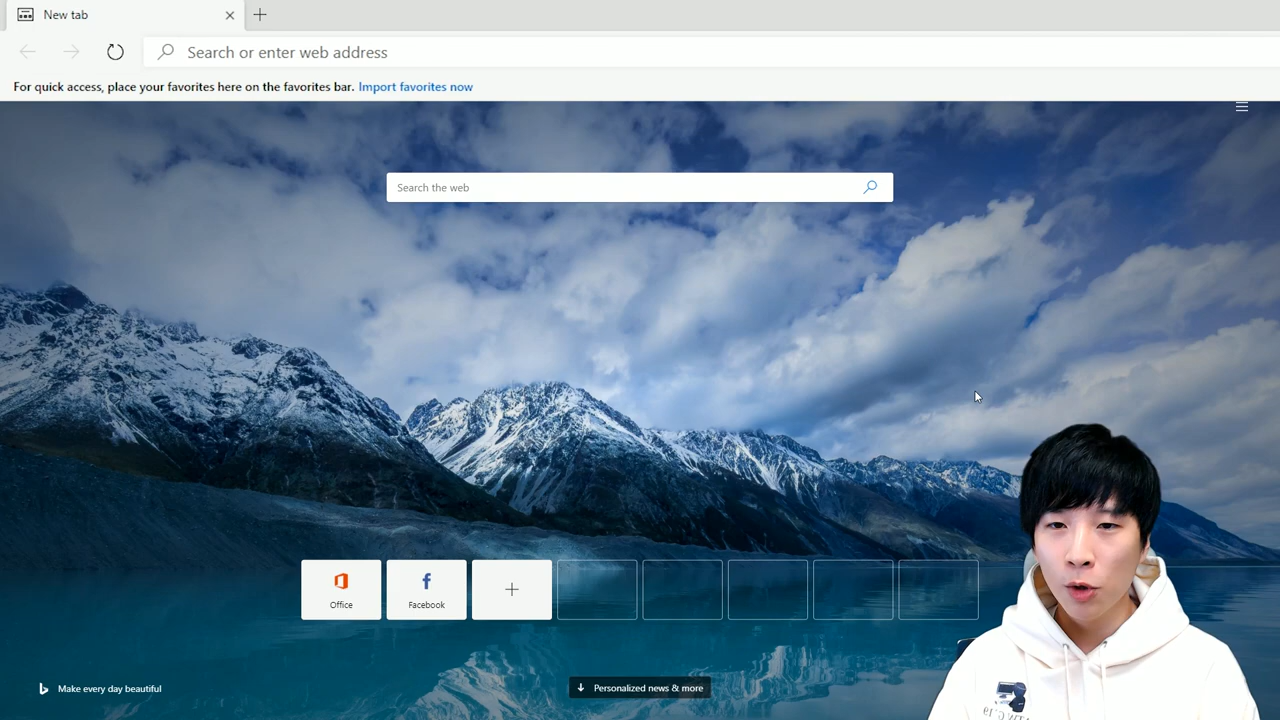 New tab
Search or enter web address
For quick access, place your favorites here on the favorites bar. Import favorites now
Search the web
Office
Facebook
Make every day beautiful
Personalized news & more